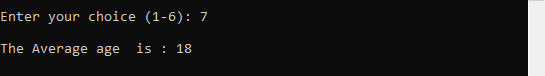 Enter your choice (1-6): 7
The Average age  is : 18